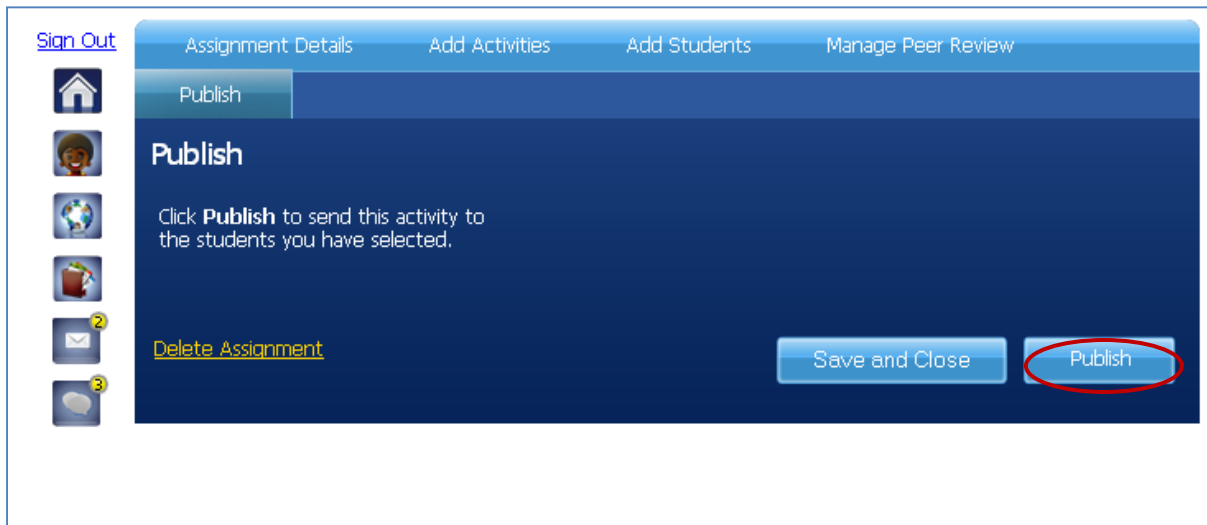 Sign Out
Assignment Details
Add Activities
Add Students
Manage Peer Review
Publish
Publish
Click Publish to send this activity to
the students you have selected.
2
Delete Assignment
Save and Close
Publish
3